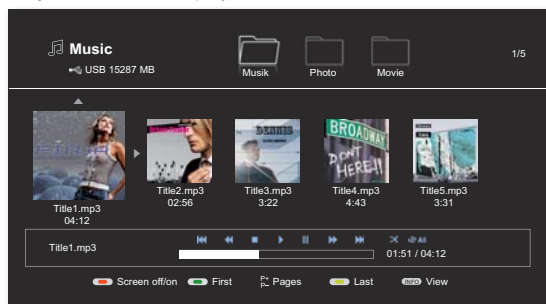 Music
USB 15287 MB
Musik Photo Movie
1/5
DENNIS
BROADWAY
DON'T
HERE!!
Title1.mp3
04:12
Title2.mp3
02:56
Title3.mp3
3:22
Title4.mp3
4:43
Title5.mp3
3:31
Title1.mp3
All
01:51 / 04:12
Screen off/on First P+ P- Pages Last INFO View